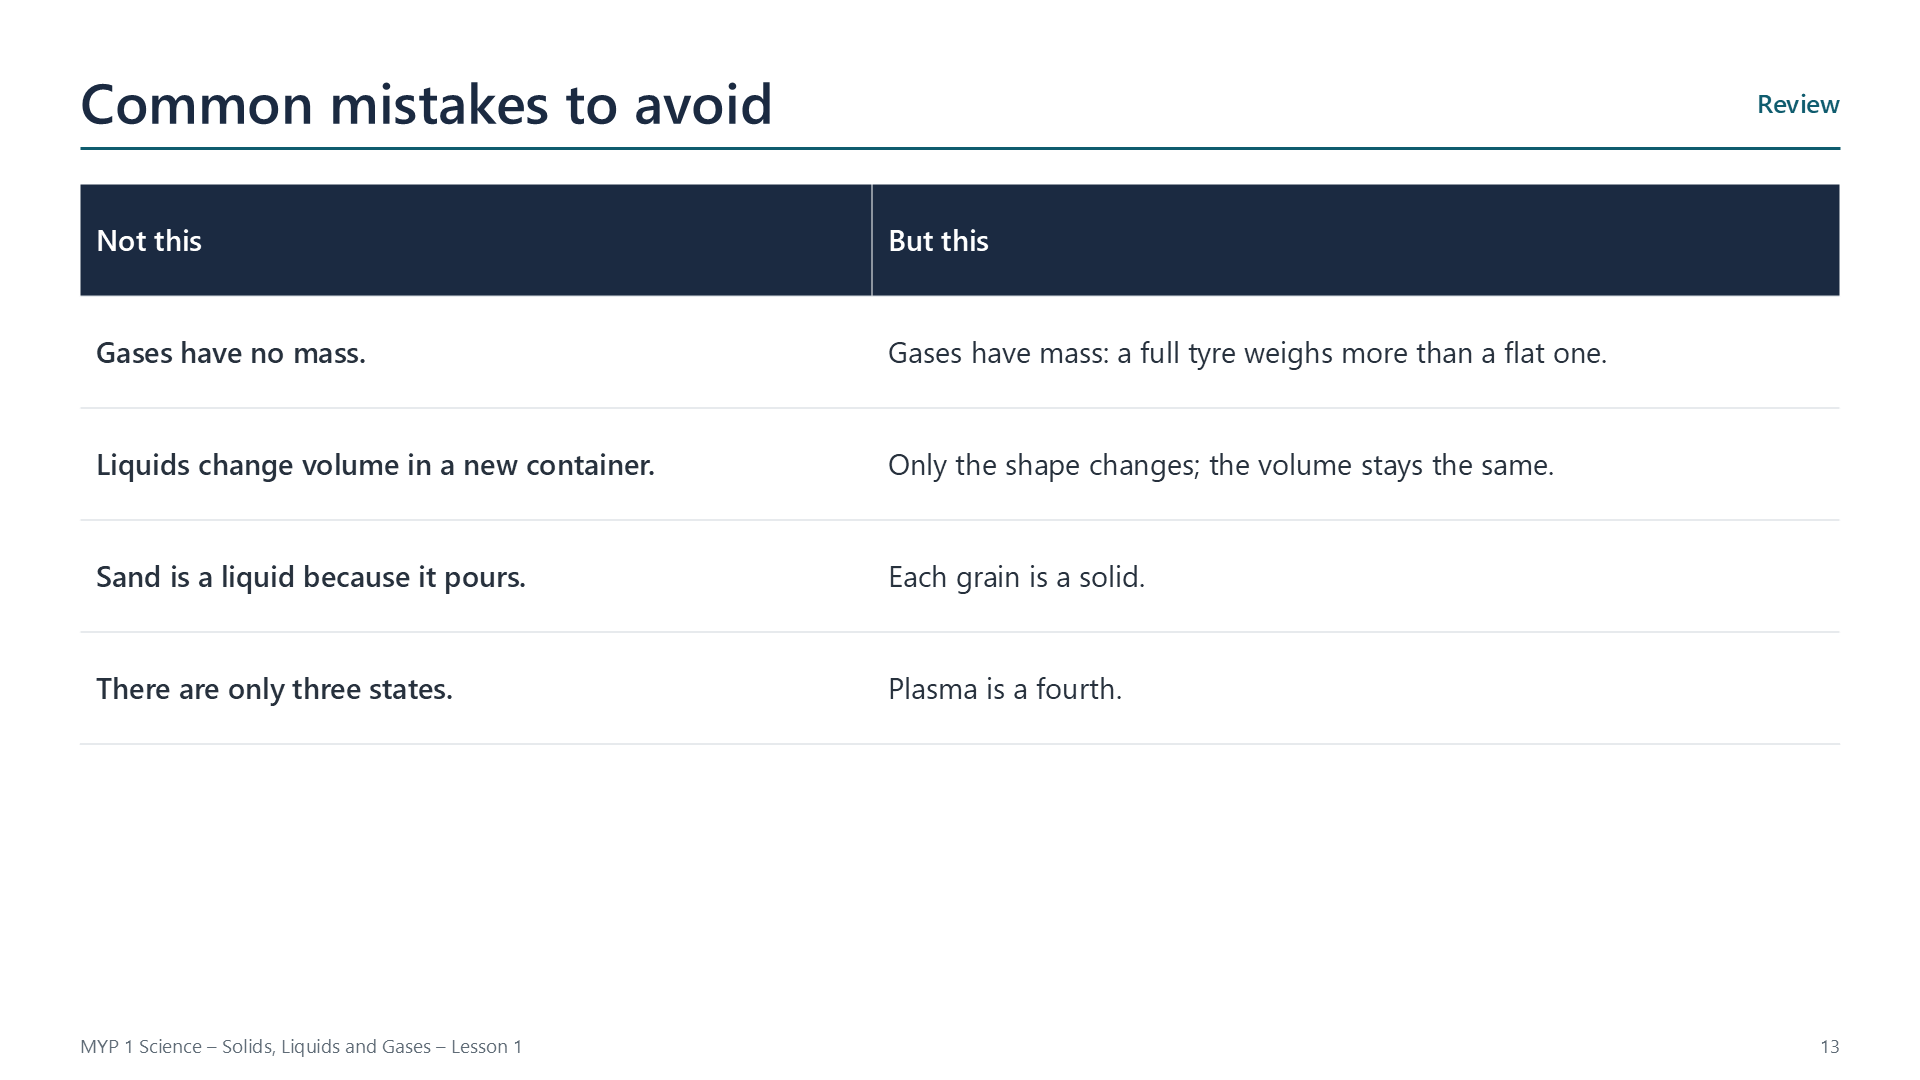 Common mistakes to avoid
Review
Not this
But this
Gases have no mass.
Gases have mass: a full tyre weighs more than a flat one.
Liquids change volume in a new container.
Only the shape changes; the volume stays the same.
Sand is a liquid because it pours.
Each grain is a solid.
There are only three states.
Plasma is a fourth.
MYP 1 Science – Solids, Liquids and Gases – Lesson 1
13